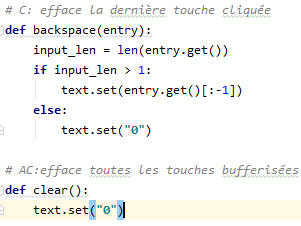 # C: efface la dernière touche cliquée
def backspace(entry):
    input_len = len(entry.get())
    if input_len > 1:
        text.set(entry.get()[:-1])
    else:
        text.set("0")
# AC:efface toutes les touches bufferisées
def clear():
    text.set("0")